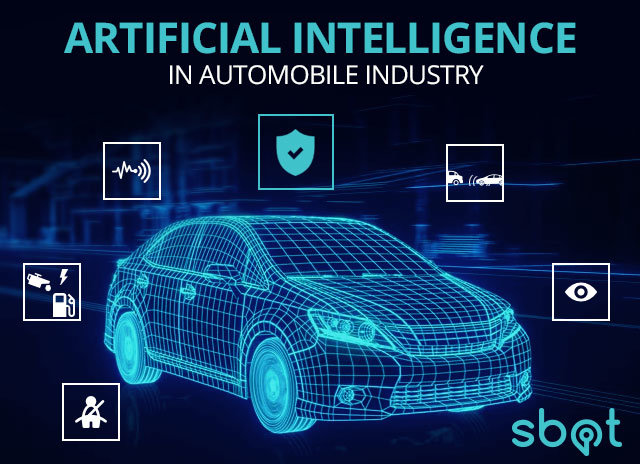 ARTIFICIAL INTELLIGENCE
IN AUTOMOBILE INDUSTRY
sbot